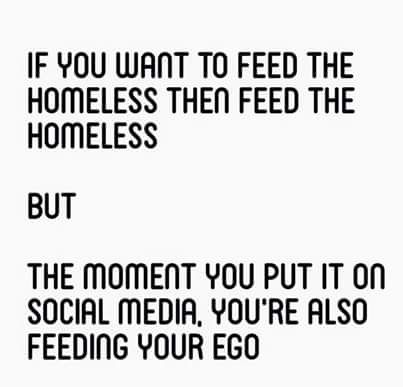 IF YOU WANT TO FEED THE
HOMELESS THEN FEED THE
HOMELESS
BUT
THE MOMENT YOU PUT IT ON
SOCIAL MEDIA, YOU'RE ALSO
FEEDING YOUR EGO